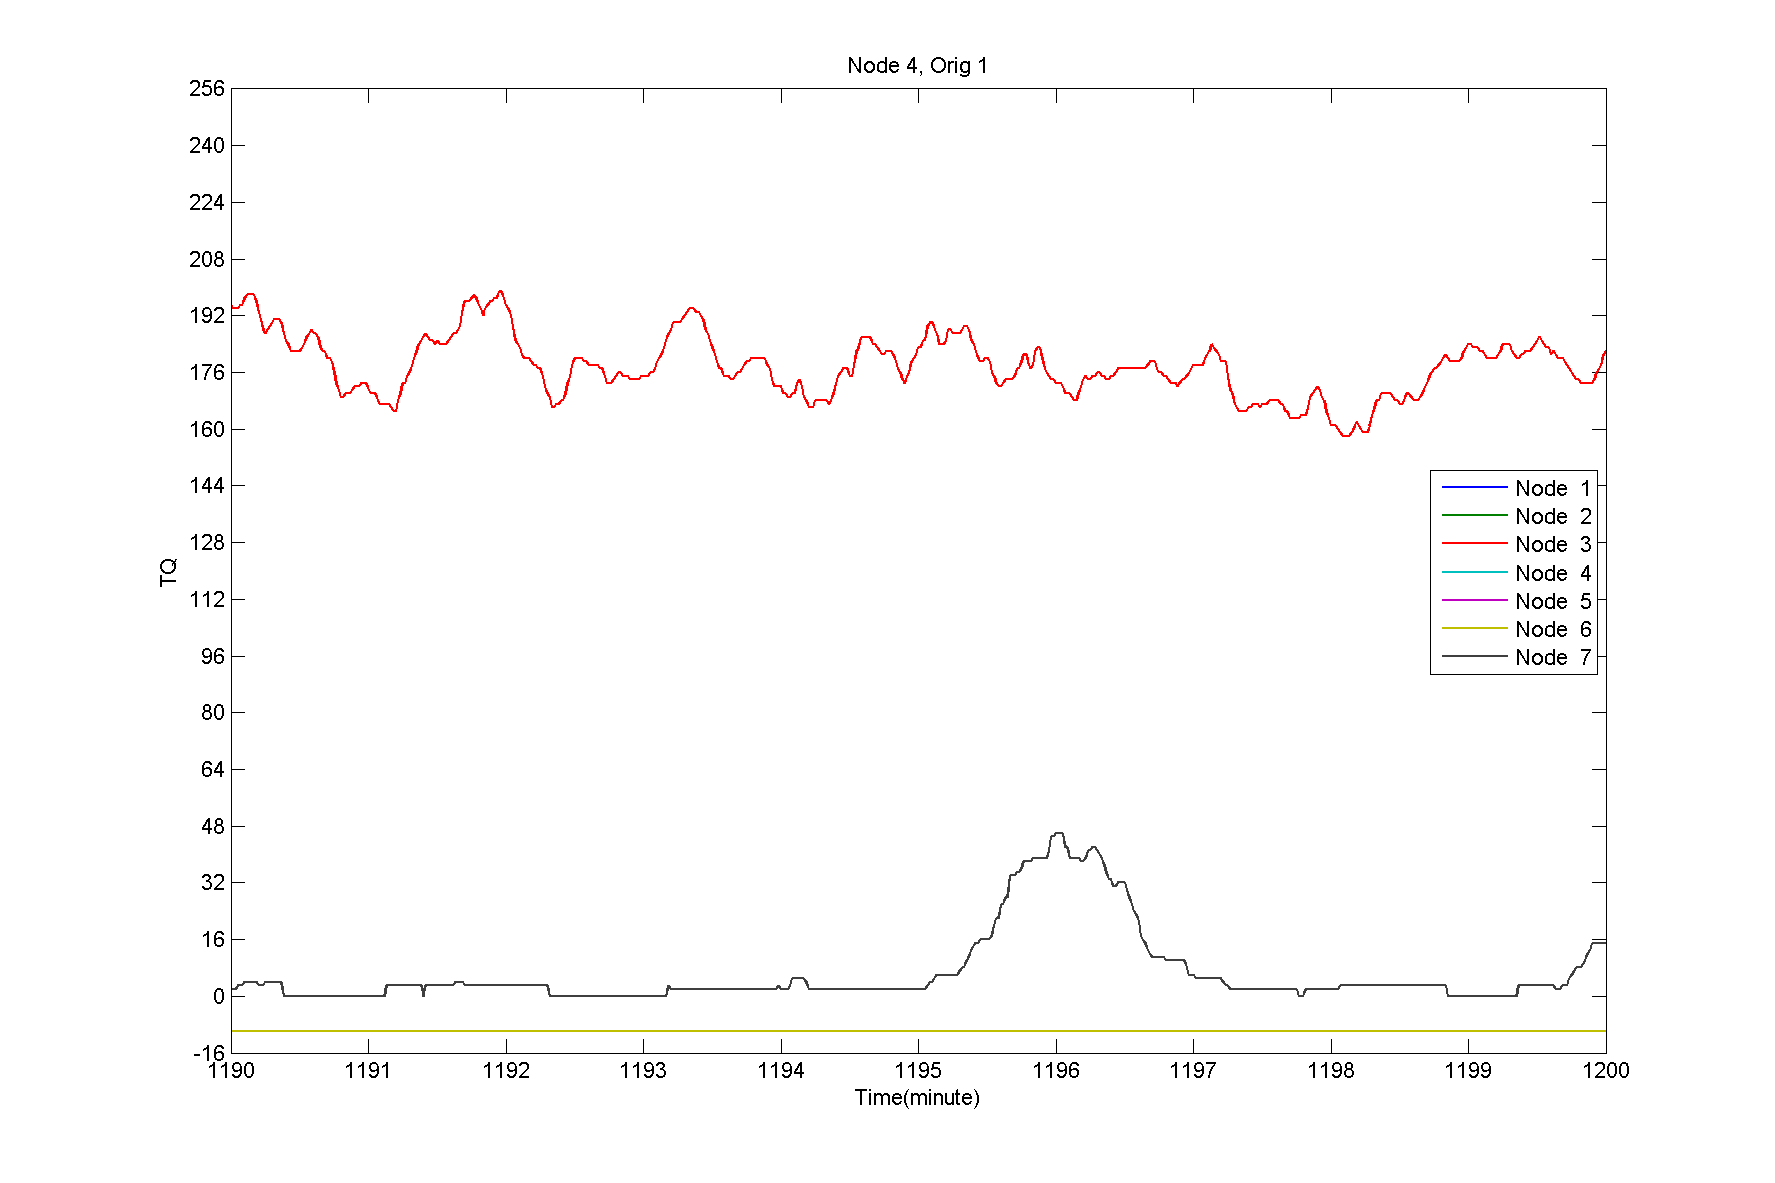 Node 4, Orig 1
256
240
224
208
192
176
160
144
128
112
96
80
64
48
32
16
0
-16
TQ
Node 1
Node 2
Node 3
Node 4
Node 5
Node 6
Node 7
1190 1191 1192 1193 1194 1195 1196 1197 1198 1199 1200
Time(minute)